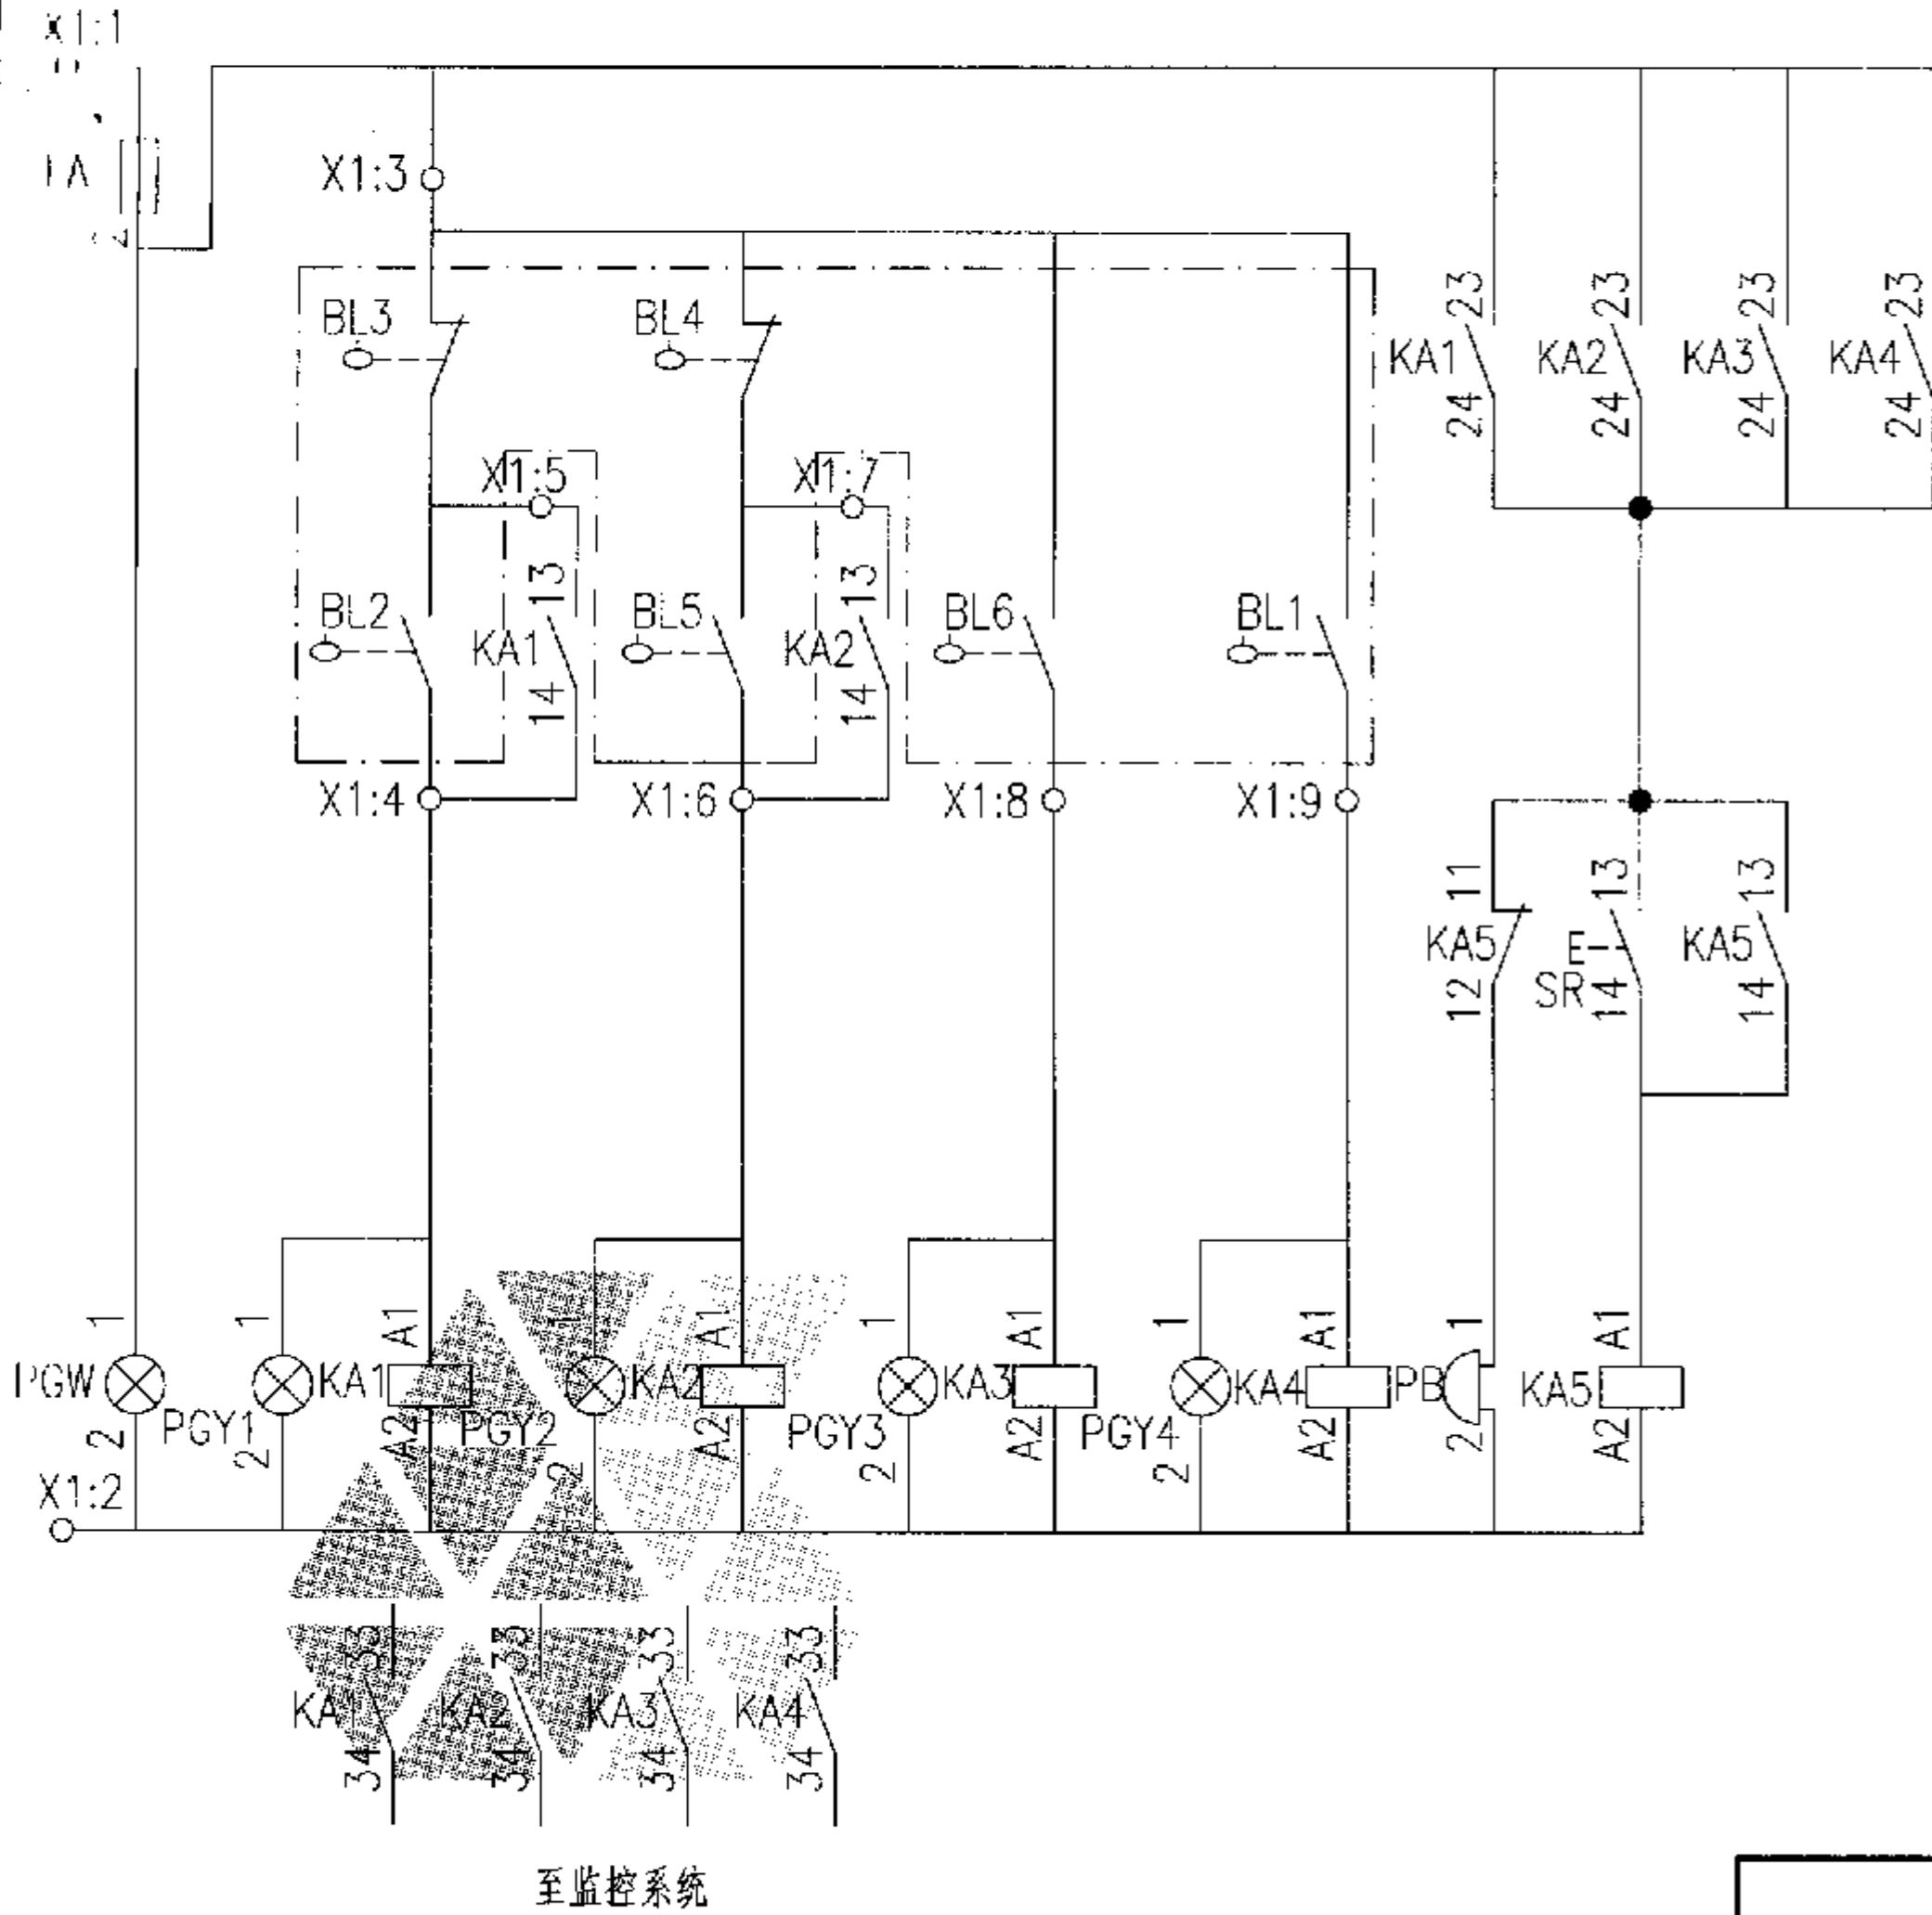 X1:1
X1:3
BL3
BL4
23
23
23
23
KA1
KA2
KA3
KA4
24
24
24
24
X1:5
X1:7
13
13
BL2
KA1
BL5
KA2
BL6
BL1
14
14
X1:4
X1:6
X1:8
X1:9
11
13
13
KA5
E
SR
KA5
12
14
14
1
1
A1
1
A1
1
A1
1
A1
1
A1
PGW
KA1
KA2
KA3
KA4
PB
KA5
2
PGY1
2
A2
PGY2
2
A2
PGY3
2
A2
PGY4
2
A2
2
A2
X1:2
33
33
33
33
KA1
KA2
KA3
KA4
34
34
34
34
至监控系统